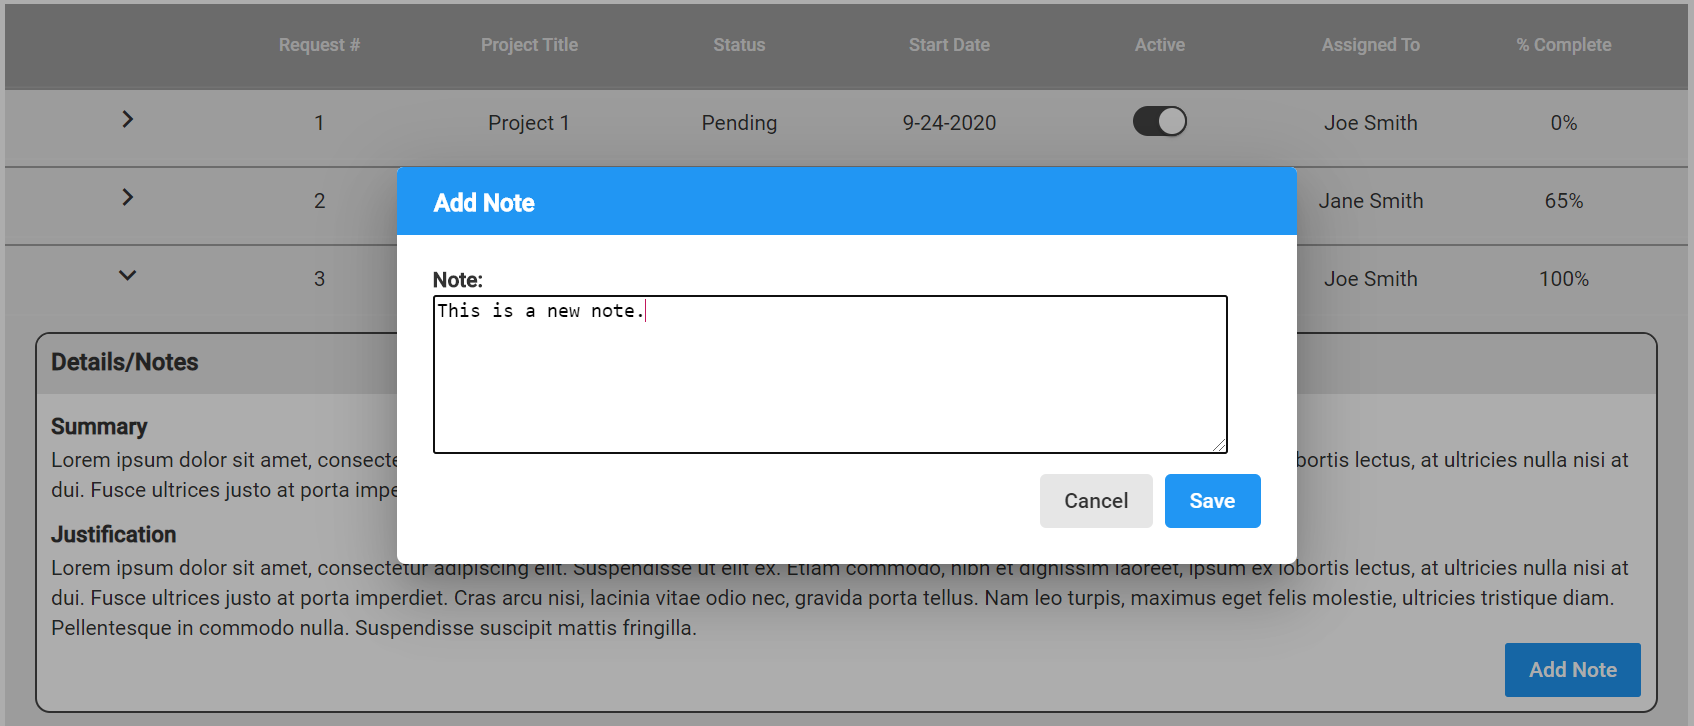 Request # Project Title Status Start Date Active Assigned To % Complete
1 Project 1 Pending 9-24-2020 Joe Smith 0%
2 Jane Smith 65%
3 Joe Smith 100%
Add Note
Note:
This is a new note.
Cancel Save
Details/Notes
Summary
Lorem ipsum dolor sit amet, lectus, at ultricies nulla nisi at
dui. Fusce ultrices justo at porta
Justification
Lorem ipsum dolor sit amet, consectetur adipiscing elit. Suspendisse ut elit ex. Etiam commodo, nibh et dignissim laoreet, ipsum ex lobortis lectus, at ultricies nulla nisi at
dui. Fusce ultrices justo at porta imperdiet. Cras arcu nisi, lacinia vitae odio nec, gravida porta tellus. Nam leo turpis, maximus eget felis molestie, ultricies tristique diam.
Pellentesque in commodo nulla. Suspendisse suscipit mattis fringilla.
Add Note